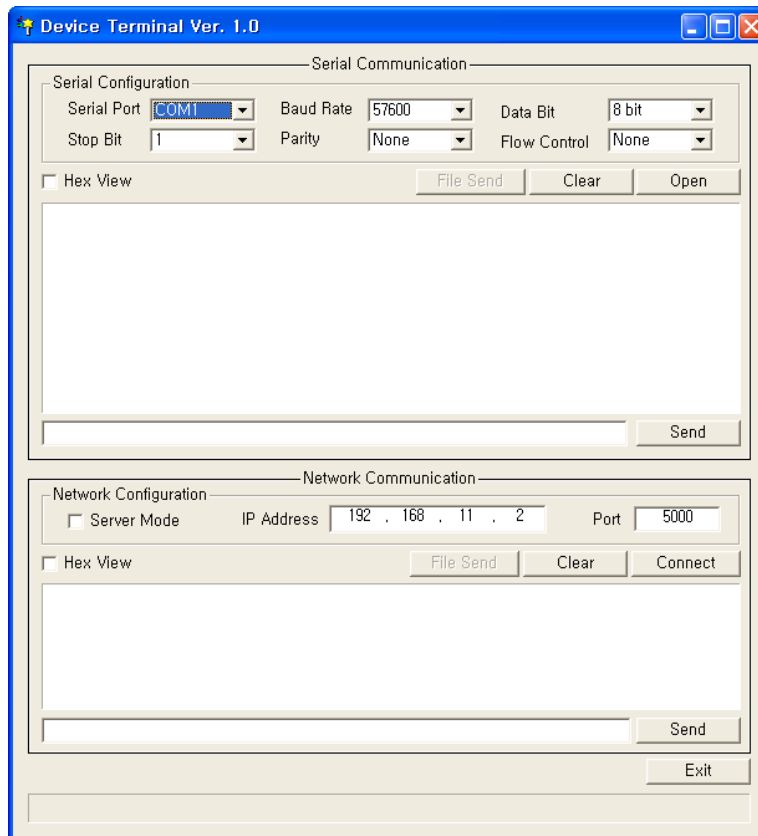 Device Terminal Ver. 1.0
Serial Communication
Serial Configuration
Serial Port COM1 Baud Rate 57600 Data Bit 8 bit
Stop Bit 1 Parity None Flow Control None
Hex View File Send Clear Open
Send
Network Communication
Network Configuration
Server Mode IP Address 192 . 168 . 11 . 2 Port 5000
Hex View File Send Clear Connect
Send
Exit